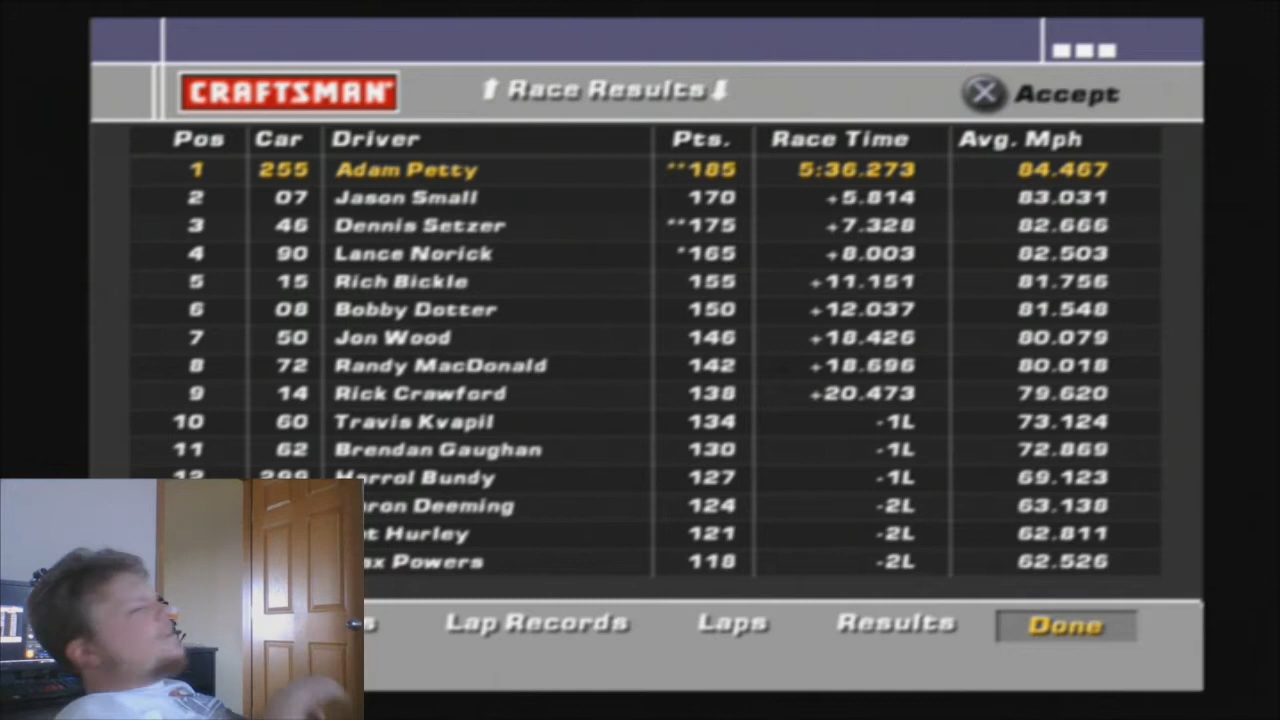 CRAFTSMAN Race Results Accept
Pos Car Driver Pts. Race Time Avg. Mph
1 255 Adam Petty **185 5:36.273 84.467
2 07 Jason Small 170 +5.814 83.031
3 46 Dennis Setzer **175 +7.328 82.666
4 90 Lance Norick *165 +8.003 82.503
5 15 Rich Bickle 155 +11.151 81.756
6 08 Bobby Dotter 150 +12.037 81.548
7 50 Jon Wood 146 +18.426 80.079
8 72 Randy MacDonald 142 +18.696 80.018
9 14 Rick Crawford 138 +20.473 79.620
10 60 Travis Kvapil 134 -1L 73.124
11 62 Brendan Gaughan 130 -1L 72.869
Bundy 127 -1L 69.123
Deeming 124 -2L 63.138
Hurley 121 -2L 62.811
Powers 118 -2L 62.526
Lap Records Laps Results Done